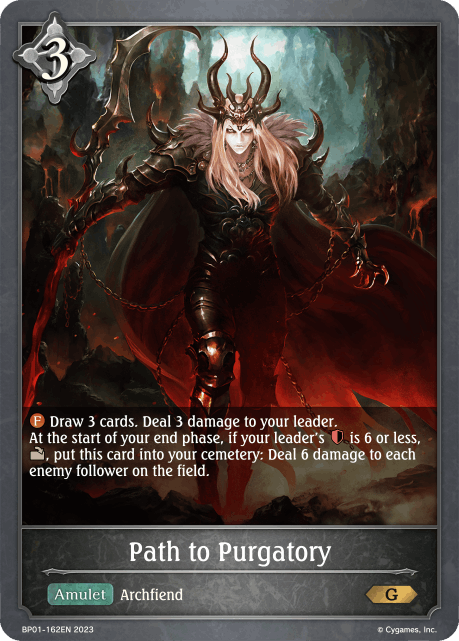 3
F Draw 3 cards. Deal 3 damage to your leader.
At the start of your end phase, if your leader's is 6 or less,
, put this card into your cemetery: Deal 6 damage to each
enemy follower on the field.
Path to Purgatory
Amulet Archfiend G
BP01-162EN 2023 © Cygames, Inc.